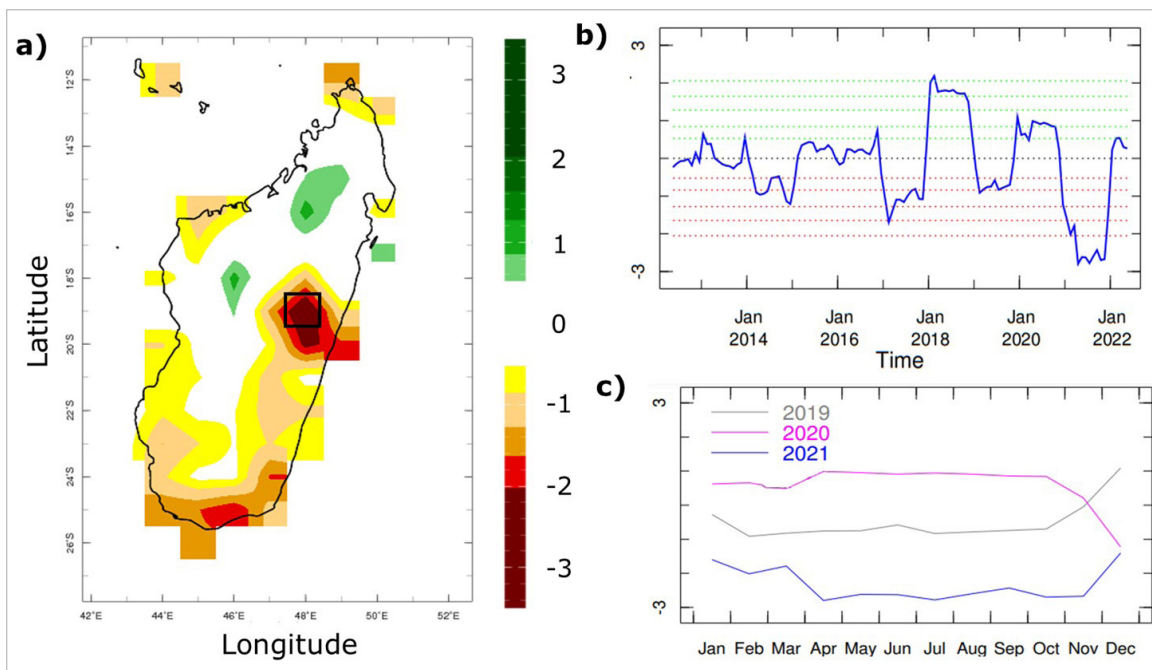 a)
12°S
14°S
16°S
18°S
20°S
22°S
24°S
26°S
Latitude
42°E 44°E 46°E 48°E 50°E 52°E
Longitude
3
2
1
0
-1
-2
-3
b)
3
-3
Jan Jan Jan Jan Jan
2014 2016 2018 2020 2022
Time
c)
3
-3
2019
2020
2021
Jan Feb Mar Apr May Jun Jul Aug Sep Oct Nov Dec